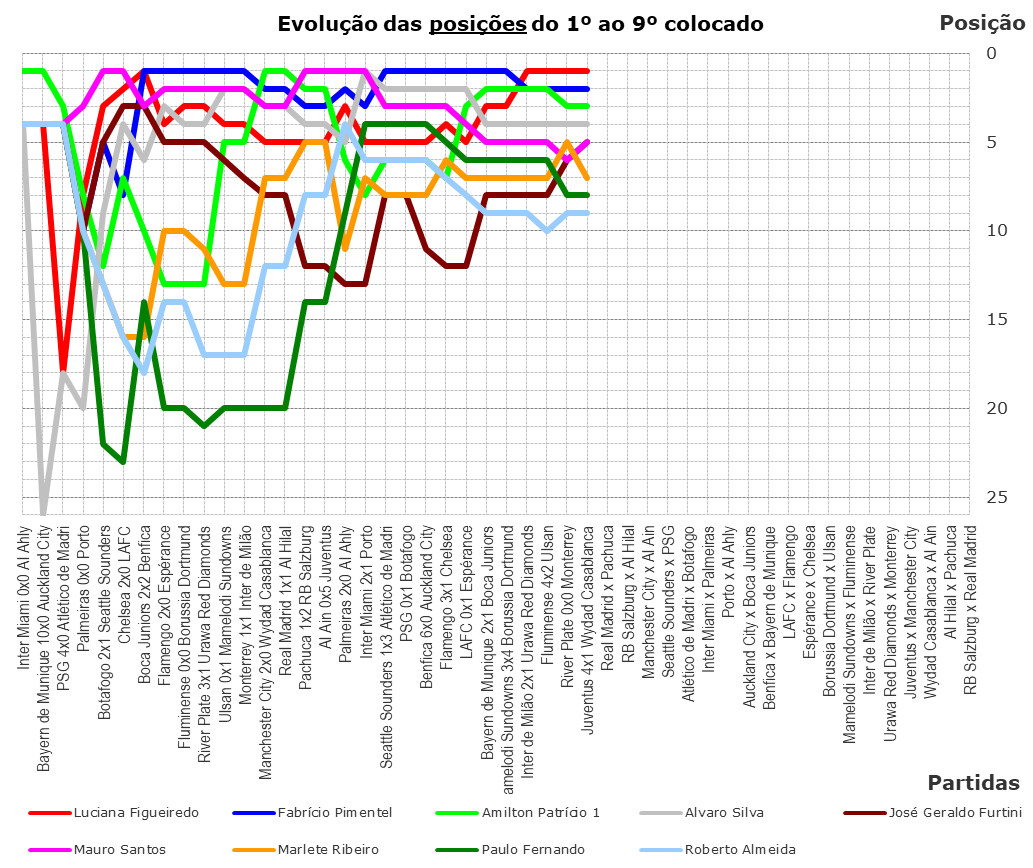 Evolução das posições do 1º ao 9º colocado
Posição
0
5
10
15
20
25
Inter Miami 0x0 Al Ahly
Bayern de Munique 10x0 Auckland City
PSG 4x0 Atlético de Madri
Palmeiras 0x0 Porto
Botafogo 2x1 Seattle Sounders
Chelsea 2x0 LAFC
Boca Juniors 2x2 Benfica
Flamengo 2x0 Espérance
Fluminense 0x0 Borussia Dortmund
River Plate 3x1 Urawa Red Diamonds
Ulsan 0x1 Mamelodi Sundowns
Monterrey 1x1 Inter de Milão
Manchester City 2x0 Wydad Casablanca
Real Madrid 1x1 Al Hilal
Pachuca 1x2 RB Salzburg
Al Ain 0x5 Juventus
Palmeiras 2x0 Al Ahly
Inter Miami 2x1 Porto
Seattle Sounders 1x3 Atlético de Madri
PSG 0x1 Botafogo
Benfica 6x0 Auckland City
Flamengo 3x1 Chelsea
LAFC 0x1 Espérance
Bayern de Munique 2x1 Boca Juniors
amelodi Sundowns 3x4 Borussia Dortmund
Inter de Milão 2x1 Urawa Red Diamonds
Fluminense 4x2 Ulsan
River Plate 0x0 Monterrey
Juventus 4x1 Wydad Casablanca
Real Madrid x Pachuca
RB Salzburg x Al Hilal
Manchester City x Al Ain
Seattle Sounders x PSG
Atlético de Madri x Botafogo
Inter Miami x Palmeiras
Porto x Al Ahly
Auckland City x Boca Juniors
Benfica x Bayern de Munique
LAFC x Flamengo
Espérance x Chelsea
Borussia Dortmund x Ulsan
Mamelodi Sundowns x Fluminense
Inter de Milão x River Plate
Urawa Red Diamonds x Monterrey
Juventus x Manchester City
Wydad Casablanca x Al Ain
Al Hilal x Pachuca
RB Salzburg x Real Madrid
Partidas
Luciana Figueiredo
Fabrício Pimentel
Amilton Patrício 1
Alvaro Silva
José Geraldo Furtini
Mauro Santos
Marlete Ribeiro
Paulo Fernando
Roberto Almeida